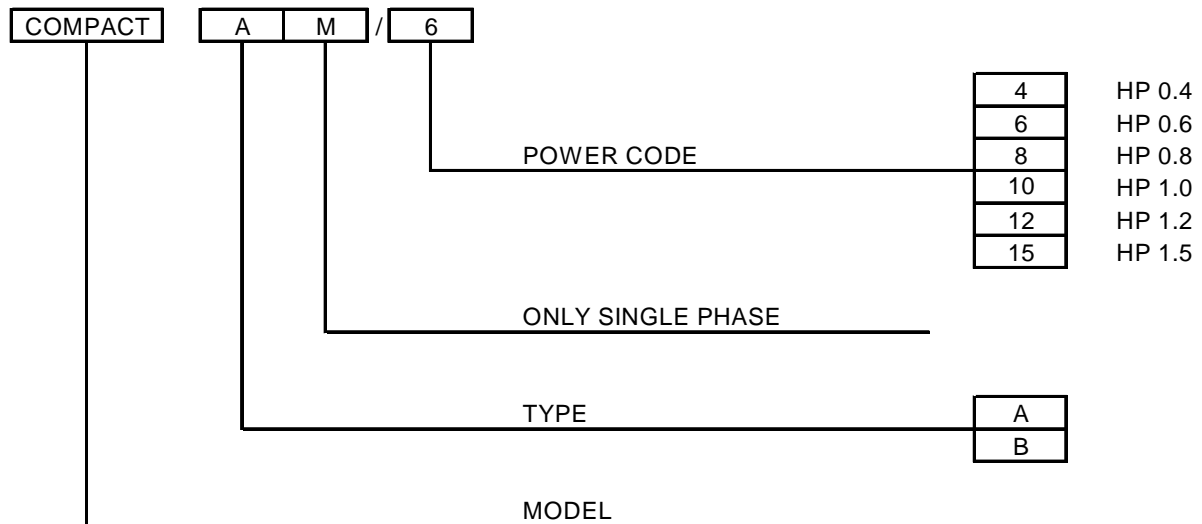 COMPACT A M / 6
4 HP 0.4
6 HP 0.6
POWER CODE 8 HP 0.8
10 HP 1.0
12 HP 1.2
15 HP 1.5
ONLY SINGLE PHASE
TYPE A
B
MODEL